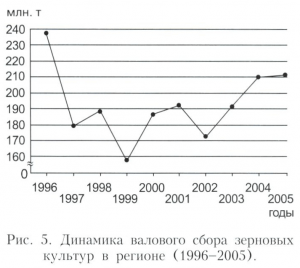 млн. т
240
230
220
210
200
190
180
170
160
0
1996 1998 2000 2002 2004
1997 1999 2001 2003 2005
годы
Рис. 5. Динамика валового сбора зерновых
культур в регионе (1996–2005).